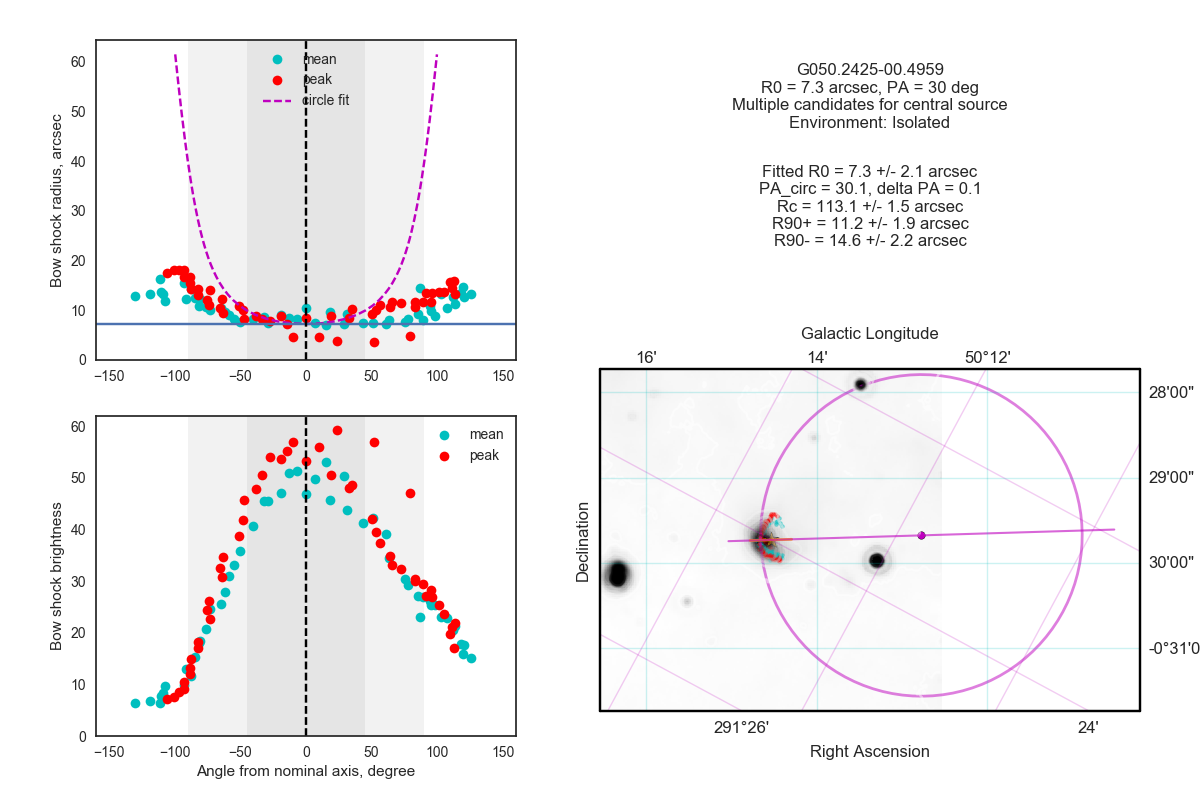 60
50
40
30
20
10
0
Bow shock radius, arcsec
mean
peak
circle fit
−150 −100 −50 0 50 100 150
60
50
40
30
20
10
0
Bow shock brightness
mean
peak
−150 −100 −50 0 50 100 150
Angle from nominal axis, degree
G050.2425-00.4959
R0 = 7.3 arcsec, PA = 30 deg
Multiple candidates for central source
Environment: Isolated
Fitted R0 = 7.3 +/- 2.1 arcsec
PA_circ = 30.1, delta PA = 0.1
Rc = 113.1 +/- 1.5 arcsec
R90+ = 11.2 +/- 1.9 arcsec
R90- = 14.6 +/- 2.2 arcsec
Galactic Longitude
16' 14' 50°12'
28'00"
29'00"
30'00"
-0°31'0
Declination
291°26' 24'
Right Ascension